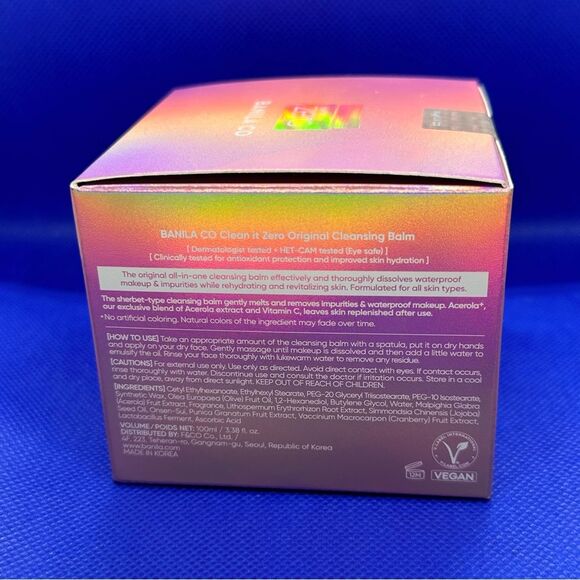 BANILA CO
BANILA CO Clean it Zero Original Cleansing Balm
[ Dermatologist tested + HET-CAM tested (Eye safe) ]
[ Clinically tested for antioxidant protection and improved skin hydration ]
The original all-in-one cleansing balm effectively and thoroughly dissolves waterproof
makeup & impurities while rehydrating and revitalizing skin. Formulated for all skin types.
The sherbet-type cleansing balm gently melts and removes impurities & waterproof makeup. Acerola+,
our exclusive blend of Acerola extract and Vitamin C, leaves skin replenished after use.
• No artificial coloring. Natural colors of the ingredient may fade over time.
[HOW TO USE] Take an appropriate amount of the cleansing balm with a spatula, put it on dry hands
and apply on your dry face. Gently massage until makeup is dissolved and then add a little water to
emulsify the oil. Rinse your face thoroughly with lukewarm water to remove any residue.
[CAUTIONS] For external use only. Use only as directed. Avoid direct contact with eyes. If contact occurs,
rinse thoroughly with water. Discontinue use and consult the doctor if irritation occurs. Store in a cool
and dry place, away from direct sunlight. KEEP OUT OF REACH OF CHILDREN.
[INGREDIENTS] Cetyl Ethylhexanoate, Ethylhexyl Stearate, PEG-20 Glyceryl Triisostearate, PEG-10 Isostearate,
Synthetic Wax, Olea Europaea (Olive) Fruit Oil, 1,2-Hexanediol, Butylene Glycol, Water, Malpighia Glabra
(Acerola) Fruit Extract, Fragrance, Lithospermum Erythrorhizon Root Extract, Simmondsia Chinensis (Jojoba)
Seed Oil, Onsen-Sui, Punica Granatum Fruit Extract, Vaccinium Macrocarpon (Cranberry) Fruit Extract,
Lactobacillus Ferment, Ascorbic Acid
VOLUME / POIDS: 100ml / 3.38 fl. oz.
DISTRIBUTED BY: F&CO Co., Ltd. /
4F, 223, Teheran-ro, Gangnam-gu, Seoul, Republic of Korea
www.banila.com
MADE IN KOREA
V-LABEL INTERNATIONAL
V-LABEL.COM
12M
VEGAN